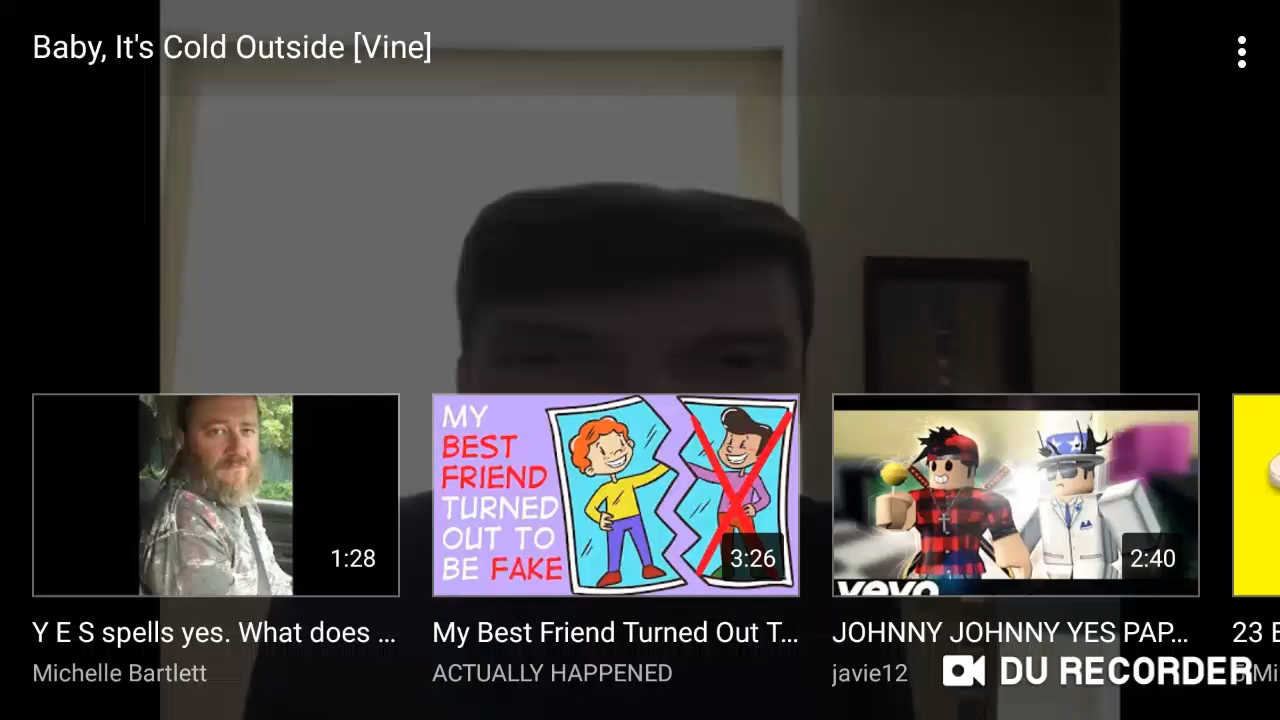 Baby, It's Cold Outside [Vine]
MY
BEST
FRIEND
TURNED
OUT TO
BE FAKE
1:28
3:26
2:40
vevo
Y E S spells yes. What does ...
My Best Friend Turned Out T...
JOHNNY JOHNNY YES PAP...
23
Michelle Bartlett
ACTUALLY HAPPENED
javie12
DU RECORDER